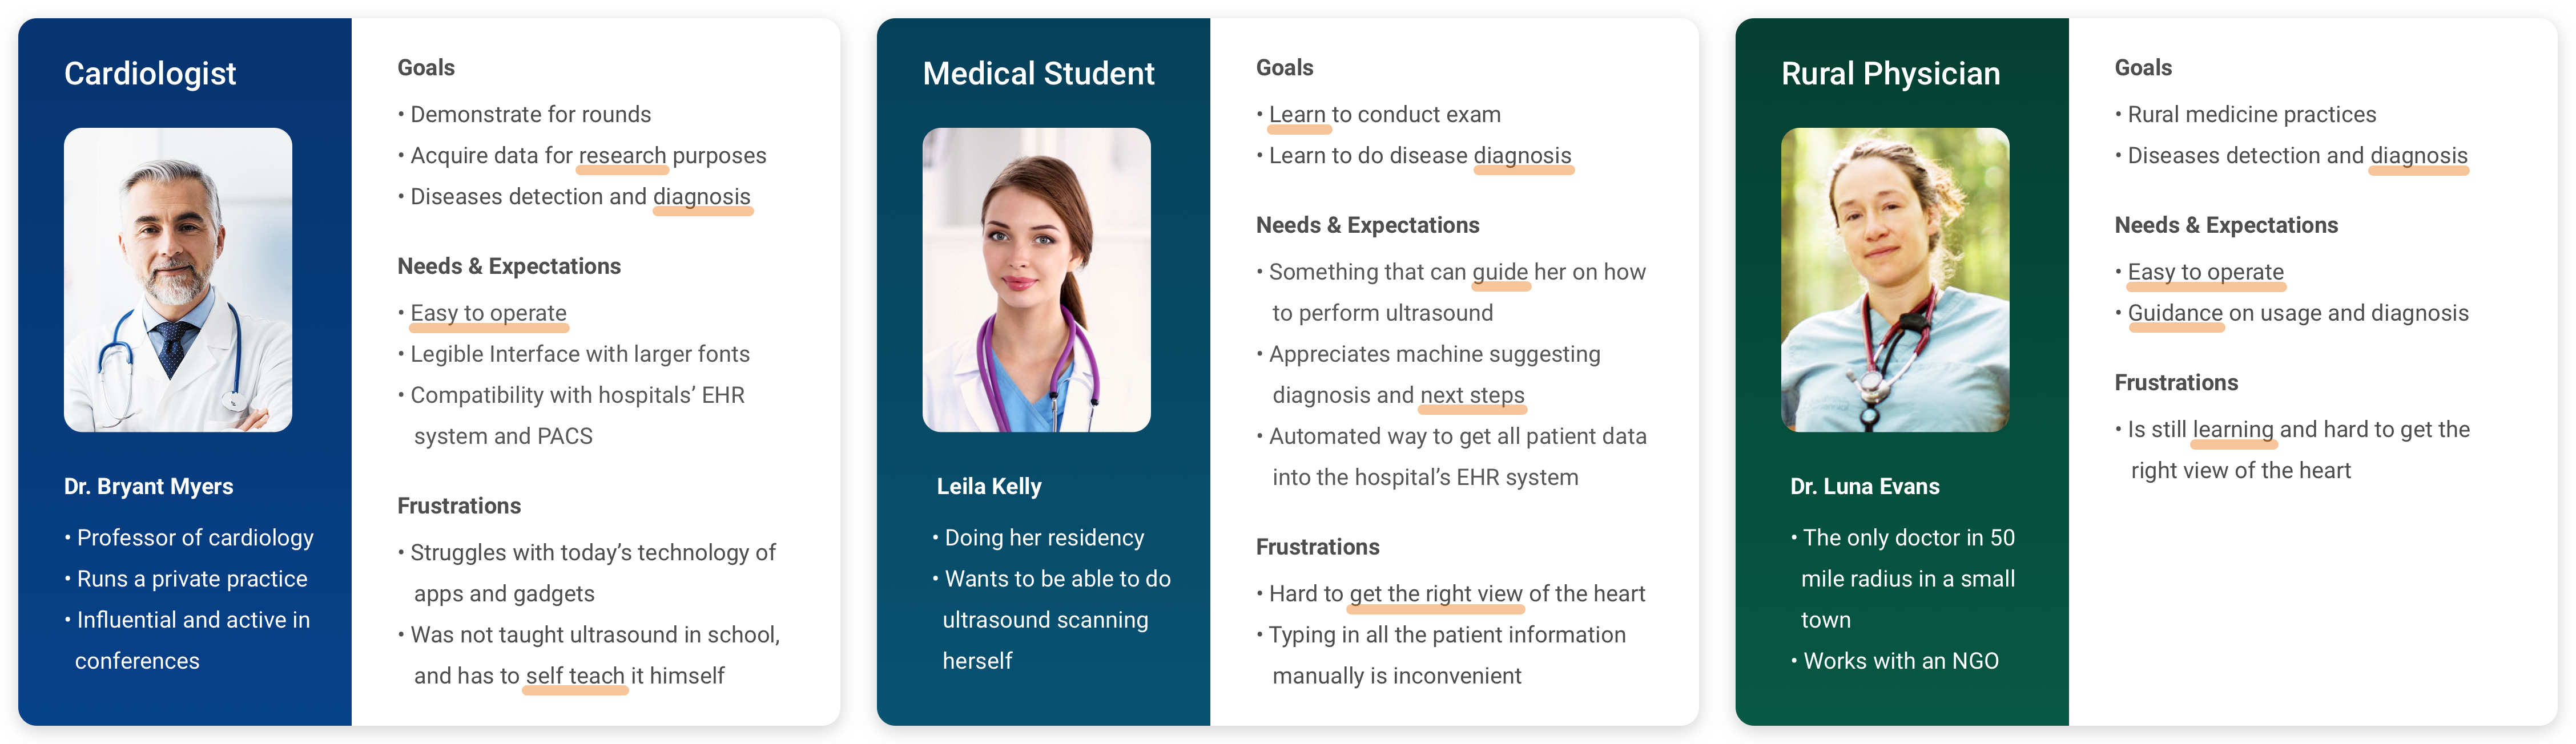 Cardiologist
Dr. Bryant Myers
• Professor of cardiology
• Runs a private practice
• Influential and active in
conferences
Goals
• Demonstrate for rounds
• Acquire data for research purposes
• Diseases detection and diagnosis
Needs & Expectations
• Easy to operate
• Legible Interface with larger fonts
• Compatibility with hospitals’ EHR
system and PACS
Frustrations
• Struggles with today’s technology of
apps and gadgets
• Was not taught ultrasound in school,
and has to self teach it himself
Medical Student
Leila Kelly
• Doing her residency
• Wants to be able to do
ultrasound scanning
herself
Goals
• Learn to conduct exam
• Learn to do disease diagnosis
Needs & Expectations
• Something that can guide her on how
to perform ultrasound
• Appreciates machine suggesting
diagnosis and next steps
• Automated way to get all patient data
into the hospital’s EHR system
Frustrations
• Hard to get the right view of the heart
• Typing in all the patient information
manually is inconvenient
Rural Physician
Dr. Luna Evans
• The only doctor in 50
mile radius in a small
town
• Works with an NGO
Goals
• Rural medicine practices
• Diseases detection and diagnosis
Needs & Expectations
• Easy to operate
• Guidance on usage and diagnosis
Frustrations
• Is still learning and hard to get the
right view of the heart